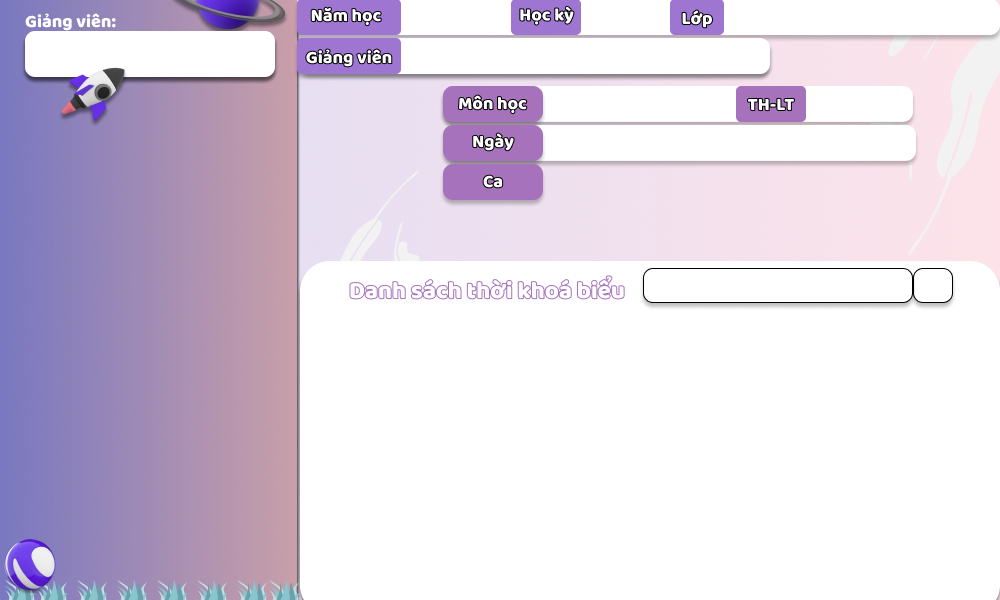 Giảng viên:
Năm học
Học kỳ
Lớp
Giảng viên
Môn học
TH-LT
Ngày
Ca
Danh sách thời khoá biểu